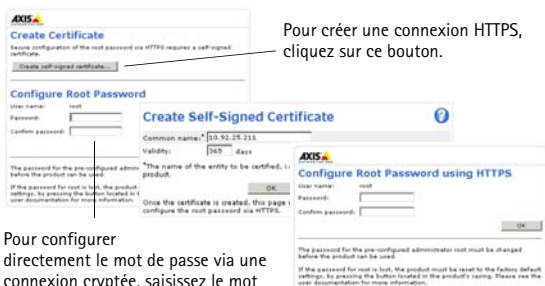 AXIS
Create Certificate
Secure configuration of the root password via HTTPS requires a self-signed
certificate.
Create self-signed certificate...
Configure Root Password
User name: root
Password:
Confirm password:
The password for the pre-configured admin
before the product can be used.
If the password for root is lost, the product
settings, by pressing the button located in t
user documentation for more information.
Pour créer une connexion HTTPS,
cliquez sur ce bouton.
Create Self-Signed Certificate
Common name:* 10.92.25.211
Validity: 365 days
*The name of the entity to be certified, i.
product.
OK
Once the certificate is created, this page
configure the root password via HTTPS.
AXIS
Configure Root Password using HTTPS
User name: root
Password:
Confirm password:
OK
The password for the pre-configured administrator root must be changed
before the product can be used.
If the password for root is lost, the product must be reset to the factory default
settings, by pressing the button located in the product's casing. Please see the
user documentation for more information.
Pour configurer
directement le mot de passe via une
connexion cryptée, saisissez le mot